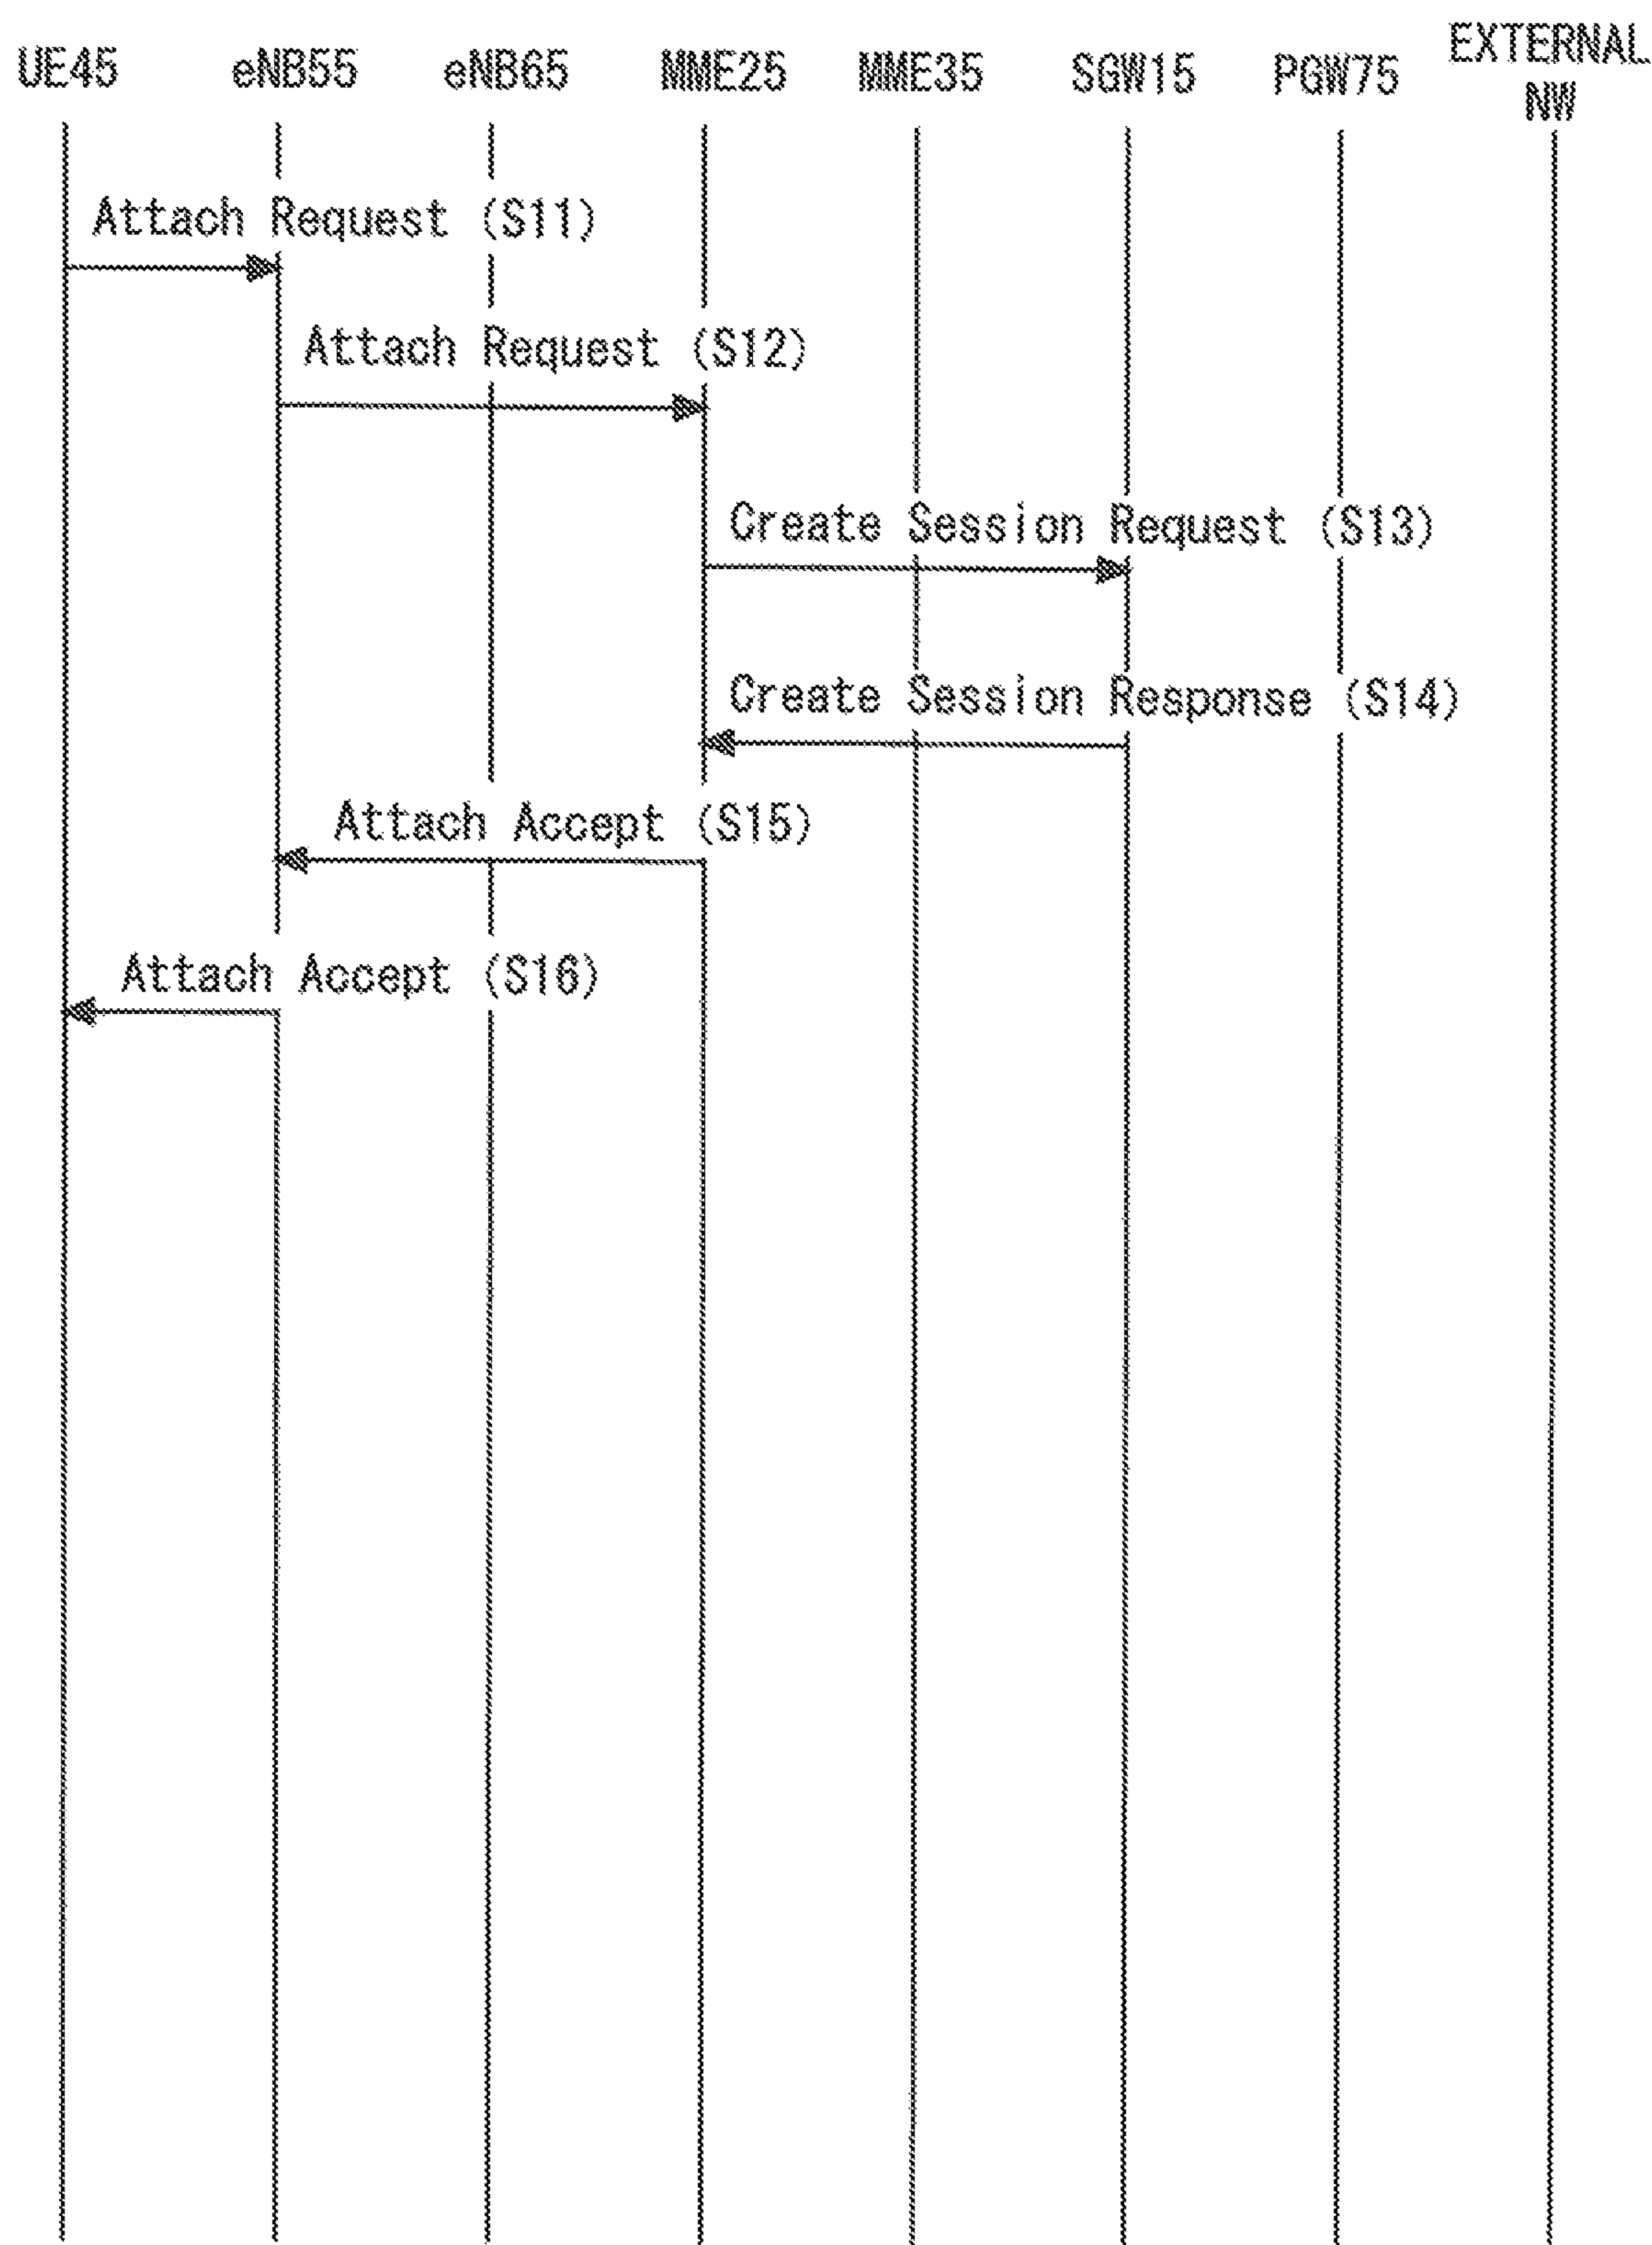 UE45 eNB55 eNB65 MME25 MME35 SGW15 PGW75 EXTERNAL
NW
Attach Request (S11)
Attach Request (S12)
Create Session Request (S13)
Create Session Response (S14)
Attach Accept (S15)
Attach Accept (S16)